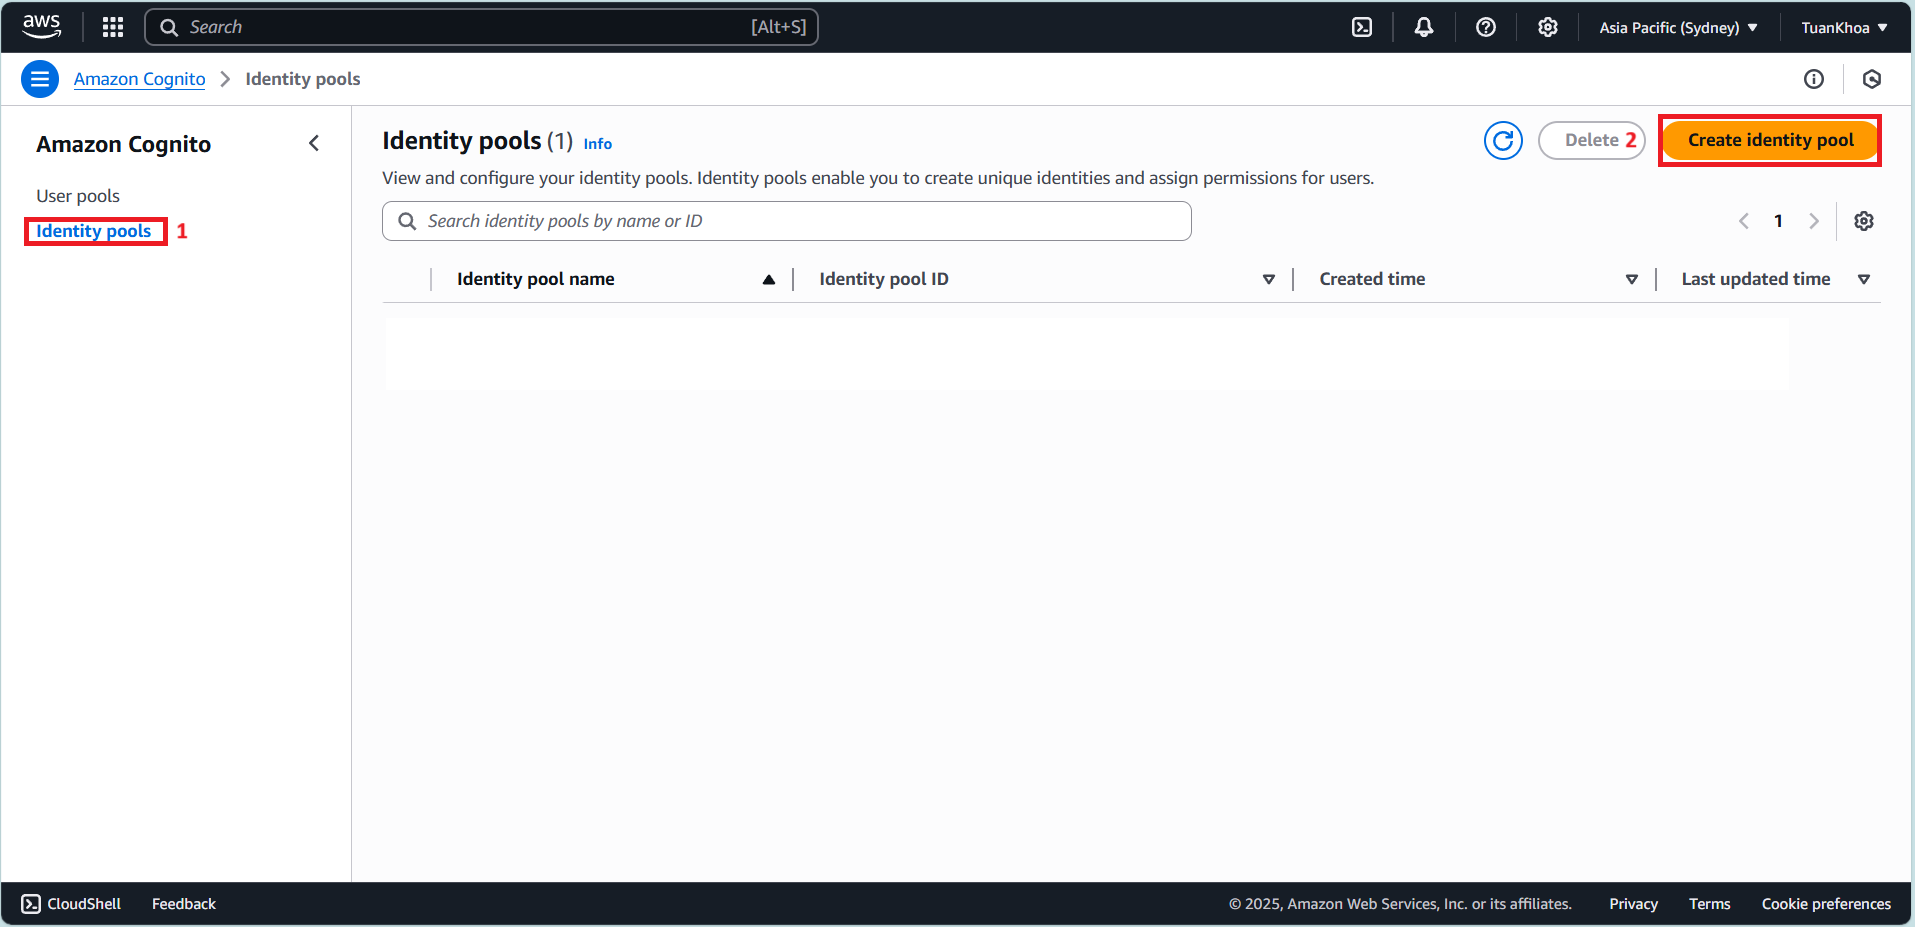 aws Search [Alt+S] Asia Pacific (Sydney) TuanKhoa
Amazon Cognito Identity pools
Amazon Cognito
User pools
Identity pools 1
Identity pools (1) Info
Delete 2 Create identity pool
View and configure your identity pools. Identity pools enable you to create unique identities and assign permissions for users.
Search identity pools by name or ID
1
Identity pool name Identity pool ID Created time Last updated time
CloudShell Feedback © 2025, Amazon Web Services, Inc. or its affiliates. Privacy Terms Cookie preferences